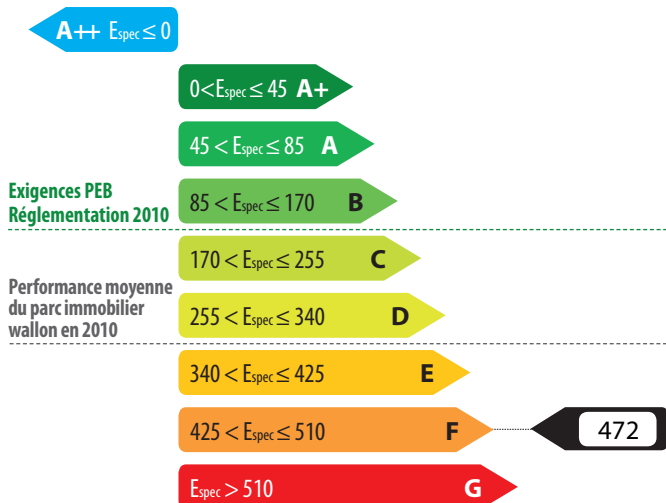 A++ Espec ≤ 0
0 < Espec ≤ 45 A+
45 < Espec ≤ 85 A
Exigences PEB
Réglementation 2010
85 < Espec ≤ 170 B
170 < Espec ≤ 255 C
Performance moyenne
du parc immobilier
wallon en 2010
255 < Espec ≤ 340 D
340 < Espec ≤ 425 E
425 < Espec ≤ 510 F 472
Espec > 510 G